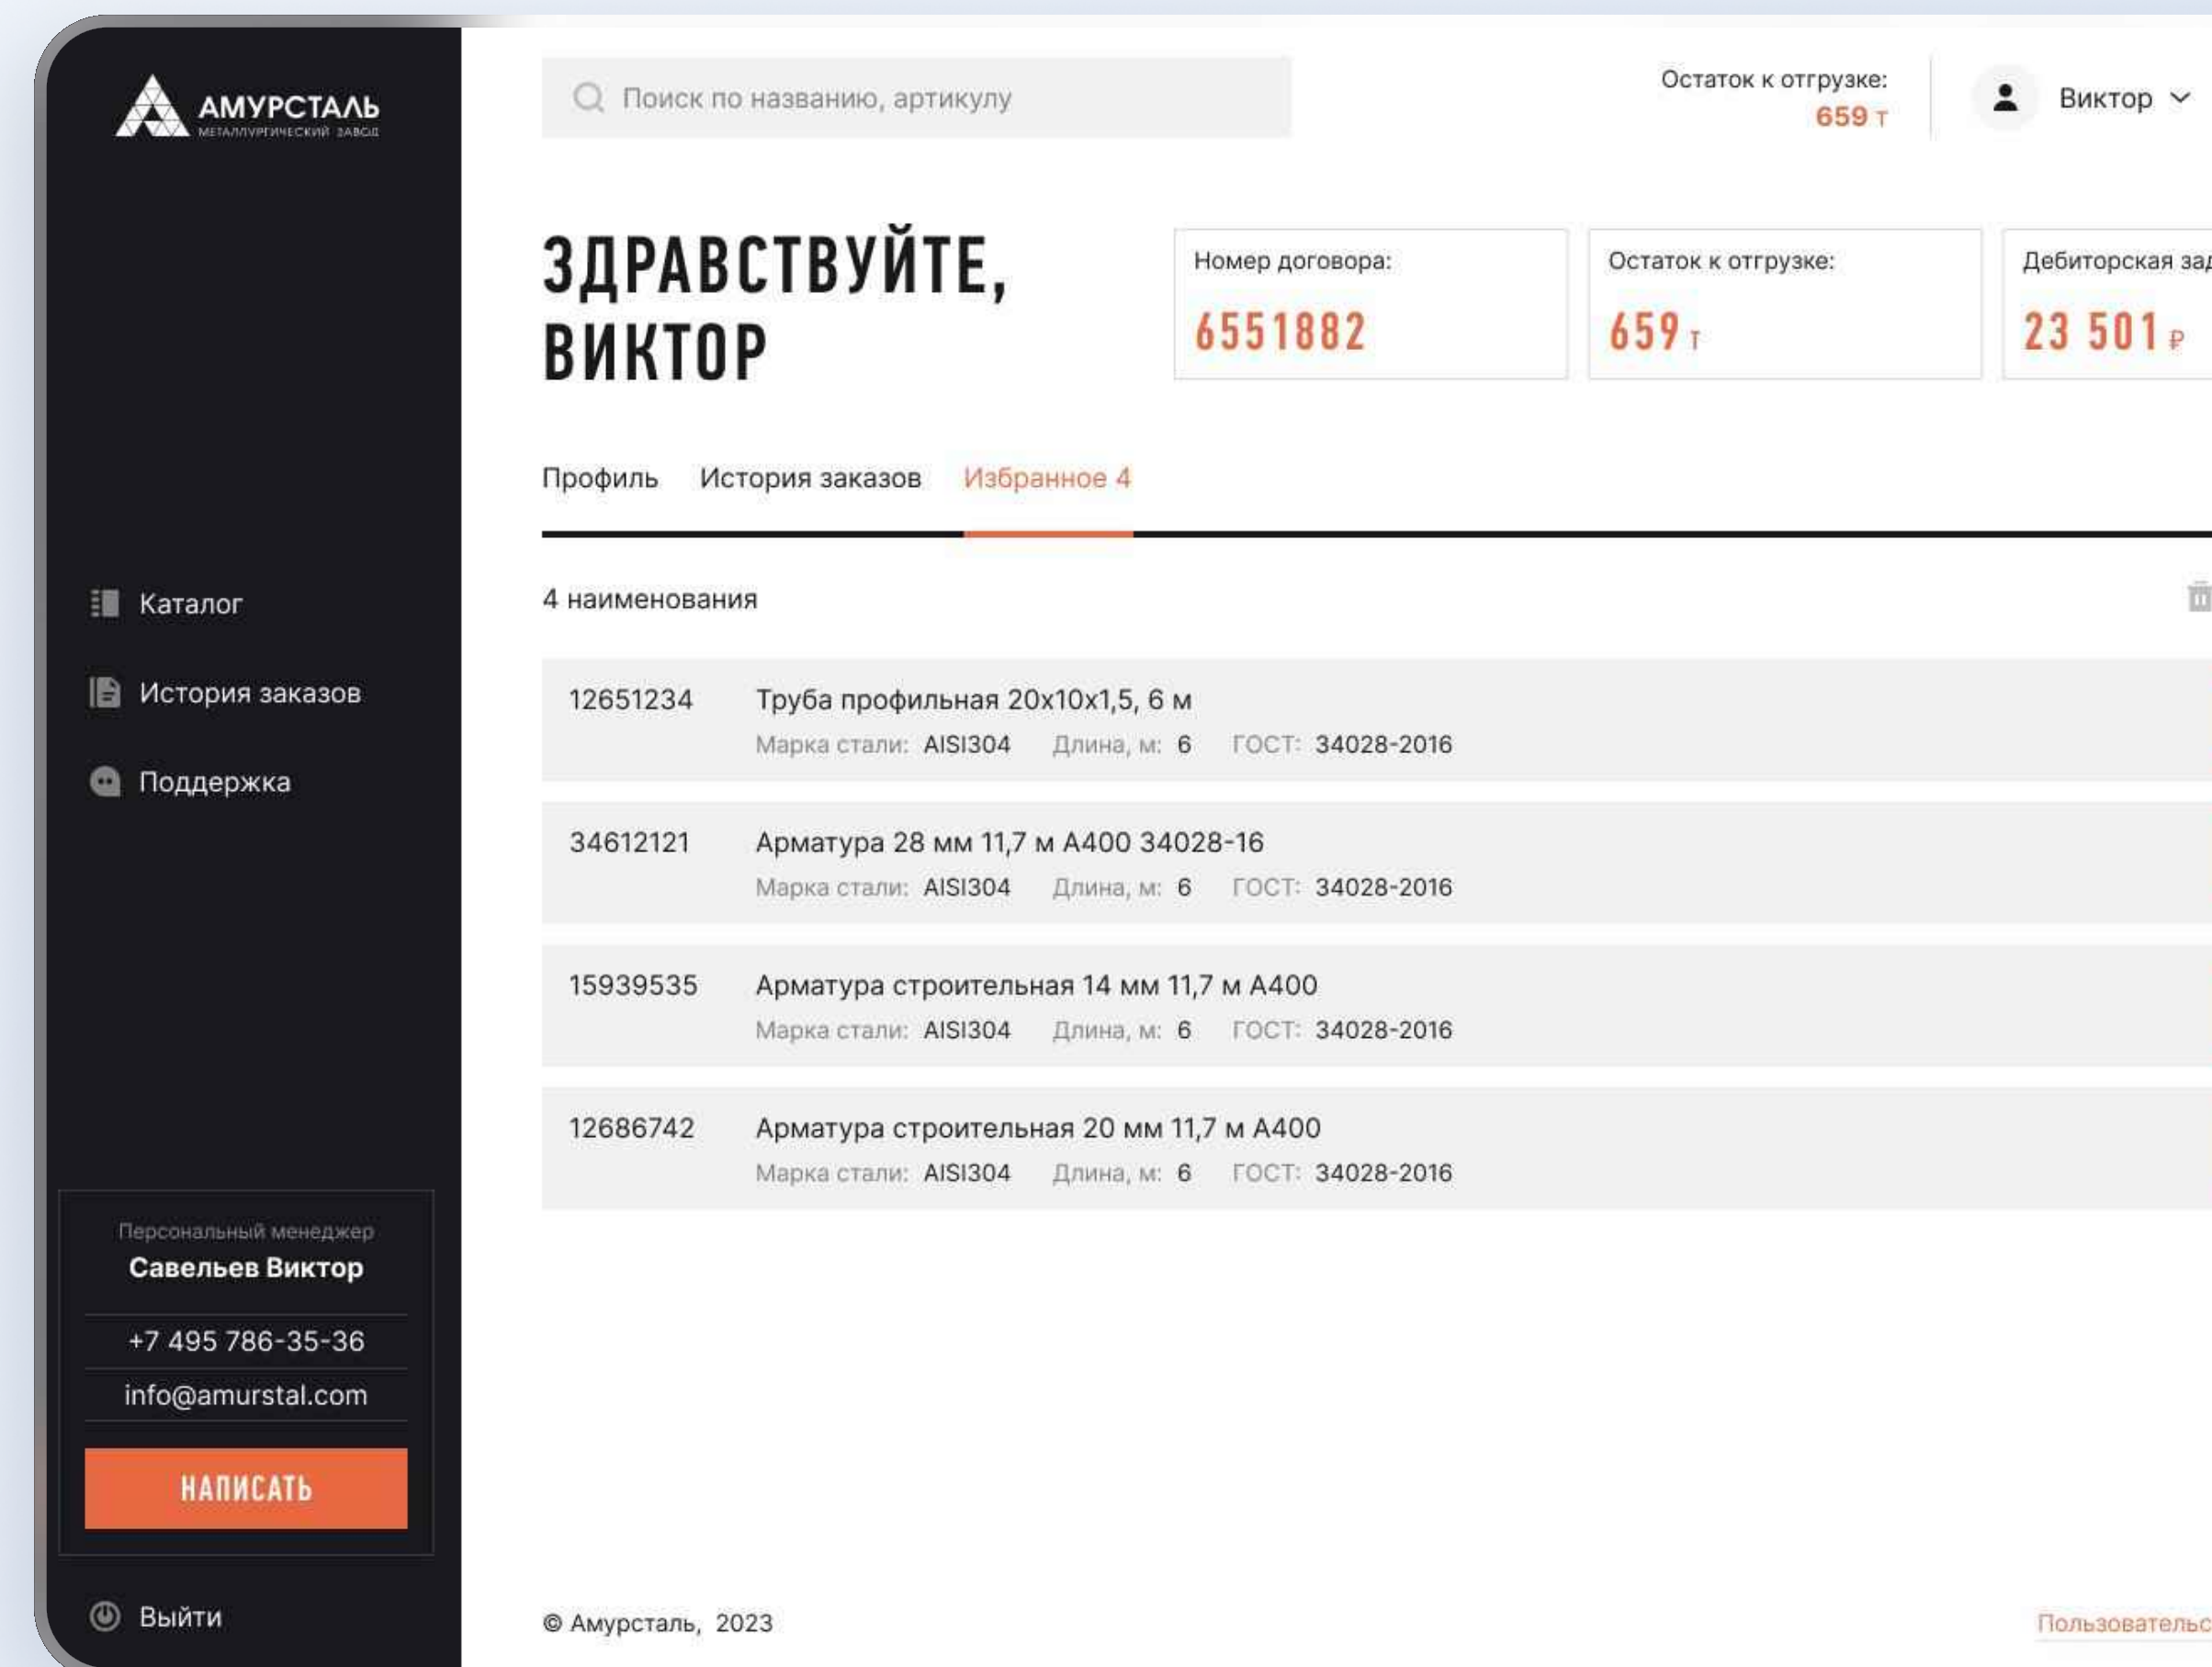 АМУРСТАЛЬ
МЕТАЛЛУРГИЧЕСКИЙ ЗАВОД
Каталог
История заказов
Поддержка
Персональный менеджер
Савельев Виктор
+7 495 786-35-36
info@amurstal.com
НАПИСАТЬ
Выйти
Поиск по названию, артикулу
Остаток к отгрузке:
659 т
Виктор
ЗДРАВСТВУЙТЕ,
ВИКТОР
Номер договора:
6551882
Остаток к отгрузке:
659 т
Дебиторская зад
23 501 ₽
Профиль История заказов Избранное 4
4 наименования
12651234 Труба профильная 20х10х1,5, 6 м
Марка стали: AISI304 Длина, м: 6 ГОСТ: 34028-2016
34612121 Арматура 28 мм 11,7 м А400 34028-16
Марка стали: AISI304 Длина, м: 6 ГОСТ: 34028-2016
15939535 Арматура строительная 14 мм 11,7 м А400
Марка стали: AISI304 Длина, м: 6 ГОСТ: 34028-2016
12686742 Арматура строительная 20 мм 11,7 м А400
Марка стали: AISI304 Длина, м: 6 ГОСТ: 34028-2016
© Амурсталь, 2023
Пользовательс